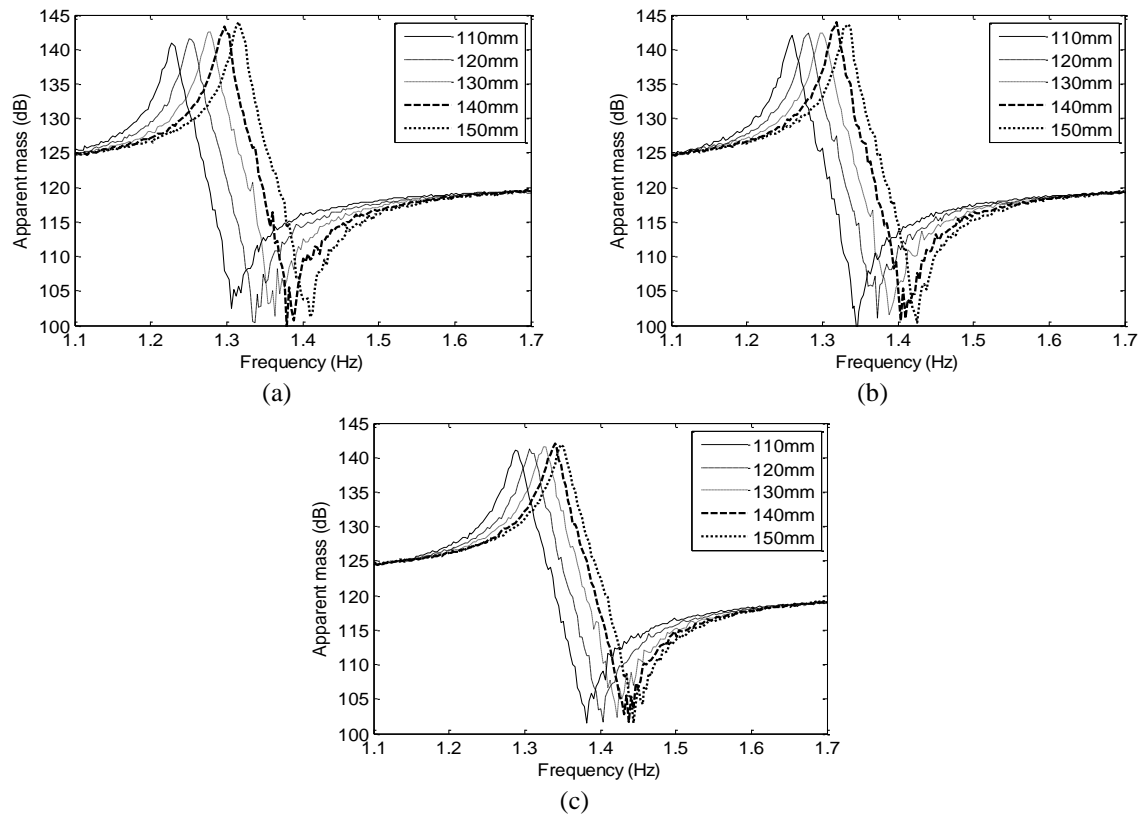 145
140
135
130
125
120
115
110
105
100
Apparent mass (dB)
110mm
120mm
130mm
140mm
150mm
1.1 1.2 1.3 1.4 1.5 1.6 1.7
Frequency (Hz)
(a)
145
140
135
130
125
120
115
110
105
100
Apparent mass (dB)
110mm
120mm
130mm
140mm
150mm
1.1 1.2 1.3 1.4 1.5 1.6 1.7
Frequency (Hz)
(b)
145
140
135
130
125
120
115
110
105
100
Apparent mass (dB)
110mm
120mm
130mm
140mm
150mm
1.1 1.2 1.3 1.4 1.5 1.6 1.7
Frequency (Hz)
(c)